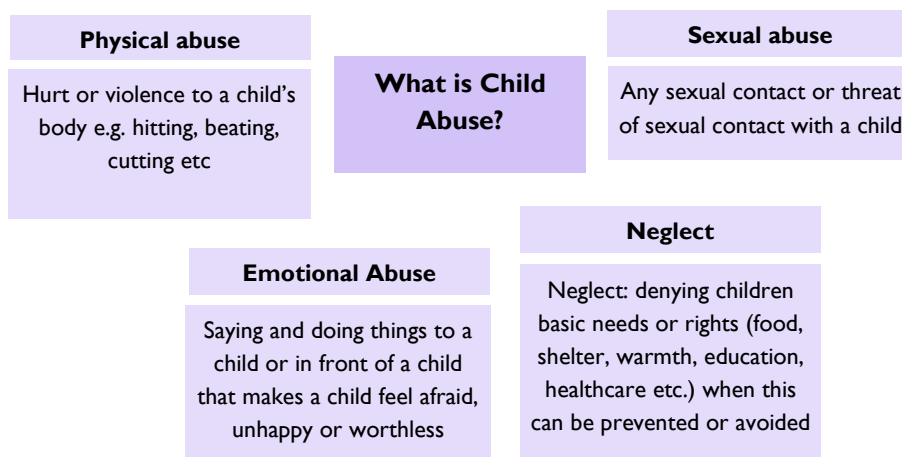 Physical abuse
Hurt or violence to a child's
body e.g. hitting, beating,
cutting etc
What is Child
Abuse?
Sexual abuse
Any sexual contact or threat
of sexual contact with a child
Emotional Abuse
Saying and doing things to a
child or in front of a child
that makes a child feel afraid,
unhappy or worthless
Neglect
Neglect: denying children
basic needs or rights (food,
shelter, warmth, education,
healthcare etc.) when this
can be prevented or avoided